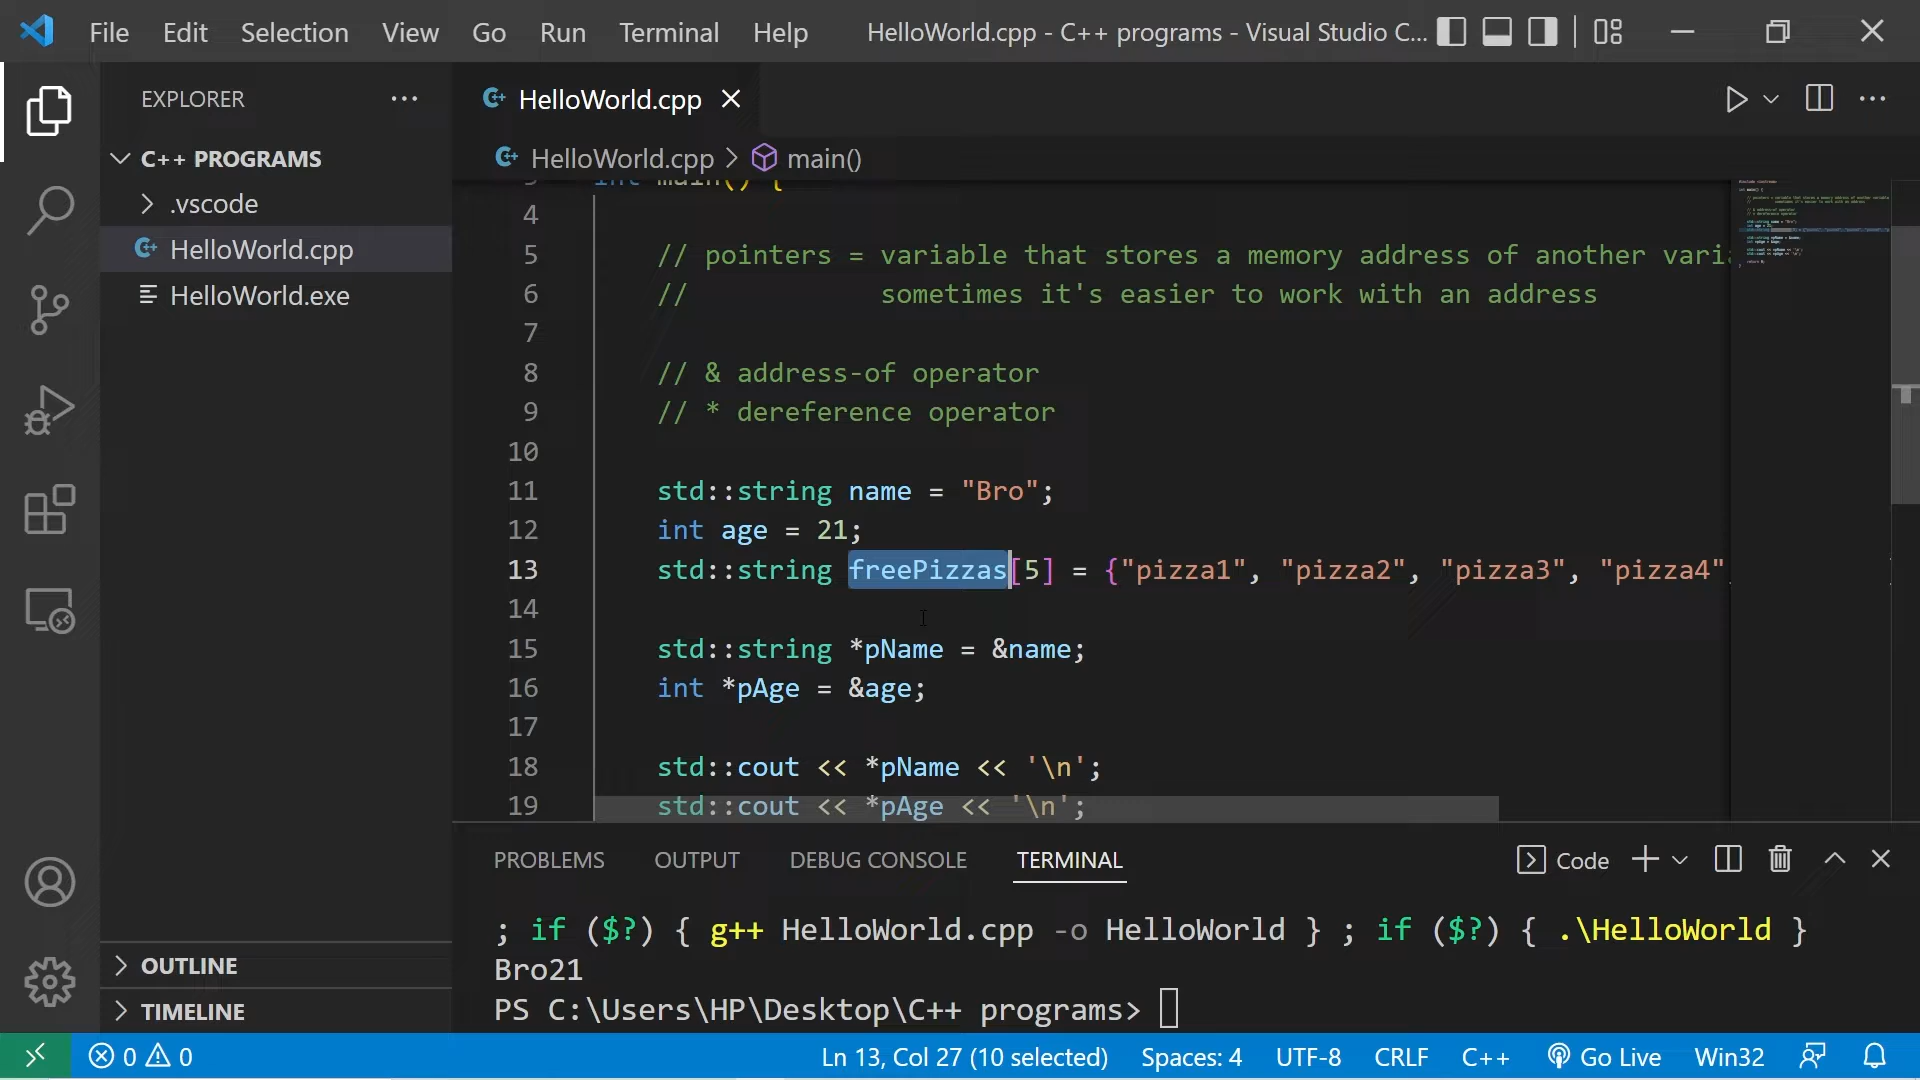 File Edit Selection View Go Run Terminal Help HelloWorld.cpp - C++ programs - Visual Studio C...
EXPLORER
C++ PROGRAMS
.vscode
HelloWorld.cpp
HelloWorld.exe
OUTLINE
TIMELINE
HelloWorld.cpp
HelloWorld.cpp > main()
int main() {
4
5 // pointers = variable that stores a memory address of another varia
6 // sometimes it's easier to work with an address
7
8 // & address-of operator
9 // * dereference operator
10
11 std::string name = "Bro";
12 int age = 21;
13 std::string freePizzas[5] = {"pizza1", "pizza2", "pizza3", "pizza4"
14
15 std::string *pName = &name;
16 int *pAge = &age;
17
18 std::cout << *pName << '\n';
19 std::cout << *pAge << '\n';
PROBLEMS OUTPUT DEBUG CONSOLE TERMINAL Code
; if ($?) { g++ HelloWorld.cpp -o HelloWorld } ; if ($?) { .\HelloWorld }
Bro21
PS C:\Users\HP\Desktop\C++ programs>
0 0 Ln 13, Col 27 (10 selected) Spaces: 4 UTF-8 CRLF C++ Go Live Win32